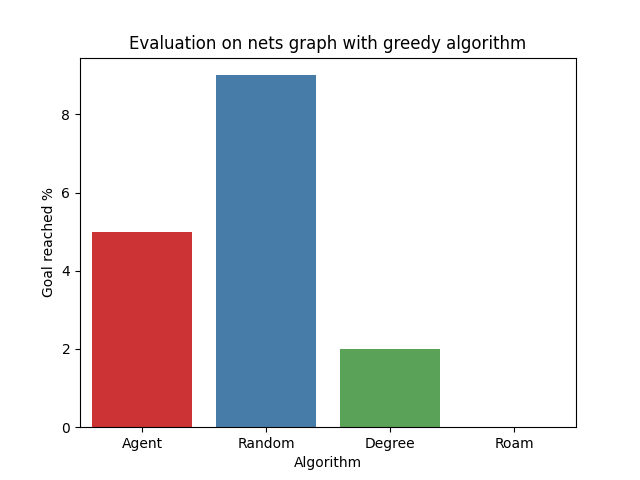 Evaluation on nets graph with greedy algorithm
Goal reached %
8
6
4
2
0
Agent Random Degree Roam
Algorithm